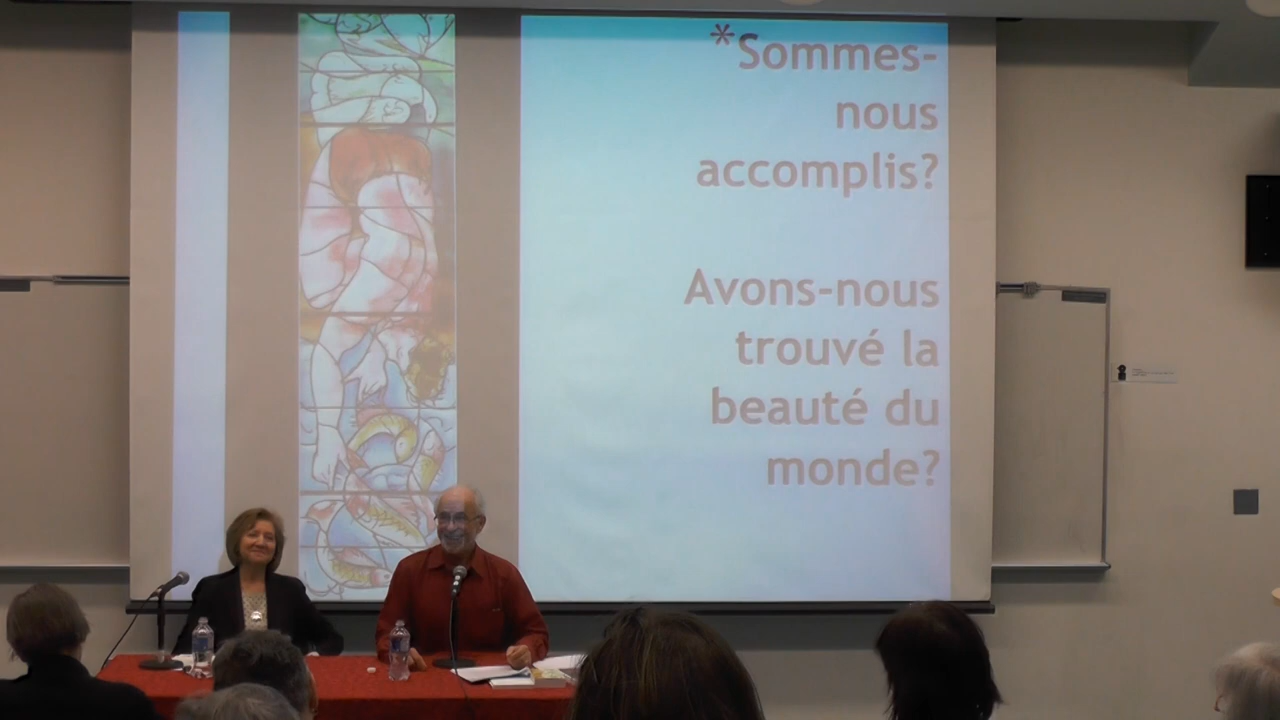 *Sommes-
nous
accomplis?
Avons-nous
trouvé la
beauté du
monde?